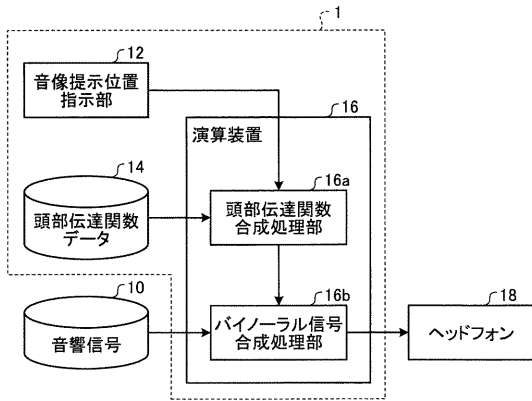 1
12
音像提示位置
指示部
16
演算装置
14
頭部伝達関数
データ
16a
頭部伝達関数
合成処理部
10
音響信号
16b
バイノーラル信号
合成処理部
18
ヘッドフォン